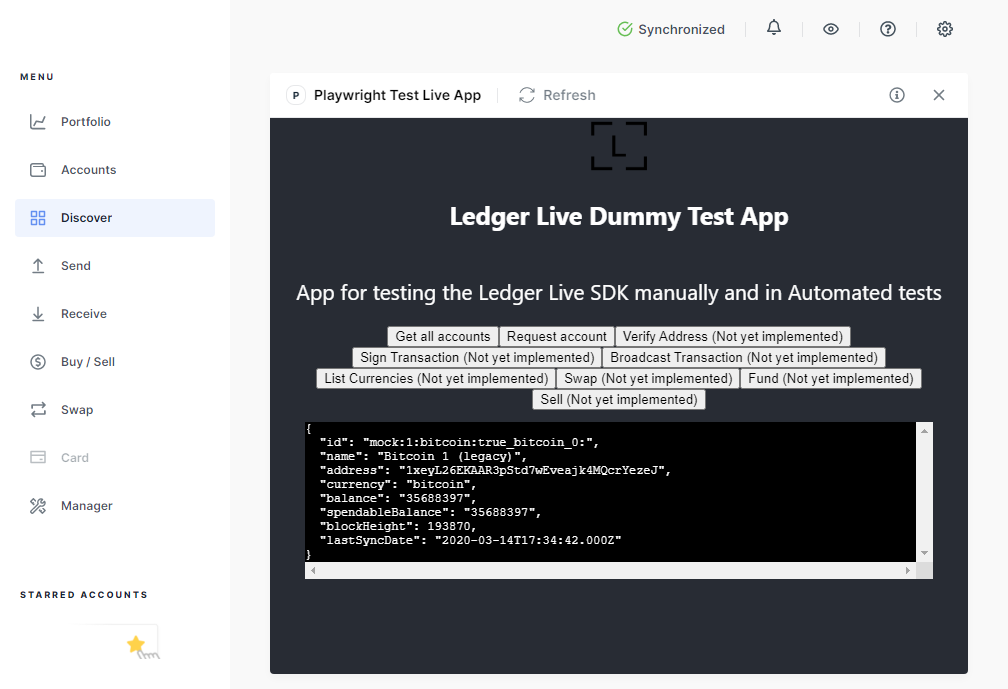 Synchronized
MENU
Portfolio
Accounts
Discover
Send
Receive
Buy / Sell
Swap
Card
Manager
STARRED ACCOUNTS
P Playwright Test Live App Refresh
L
Ledger Live Dummy Test App
App for testing the Ledger Live SDK manually and in Automated tests
Get all accounts Request account Verify Address (Not yet implemented)
Sign Transaction (Not yet implemented) Broadcast Transaction (Not yet implemented)
List Currencies (Not yet implemented) Swap (Not yet implemented) Fund (Not yet implemented)
Sell (Not yet implemented)
{
"id": "mock:1:bitcoin:true_bitcoin_0:",
"name": "Bitcoin 1 (legacy)",
"address": "1xeyL26EKAAR3pStd7wEveajk4MQcrYezeJ",
"currency": "bitcoin",
"balance": "35688397",
"spendableBalance": "35688397",
"blockHeight": 193870,
"lastSyncDate": "2020-03-14T17:34:42.000Z"
}